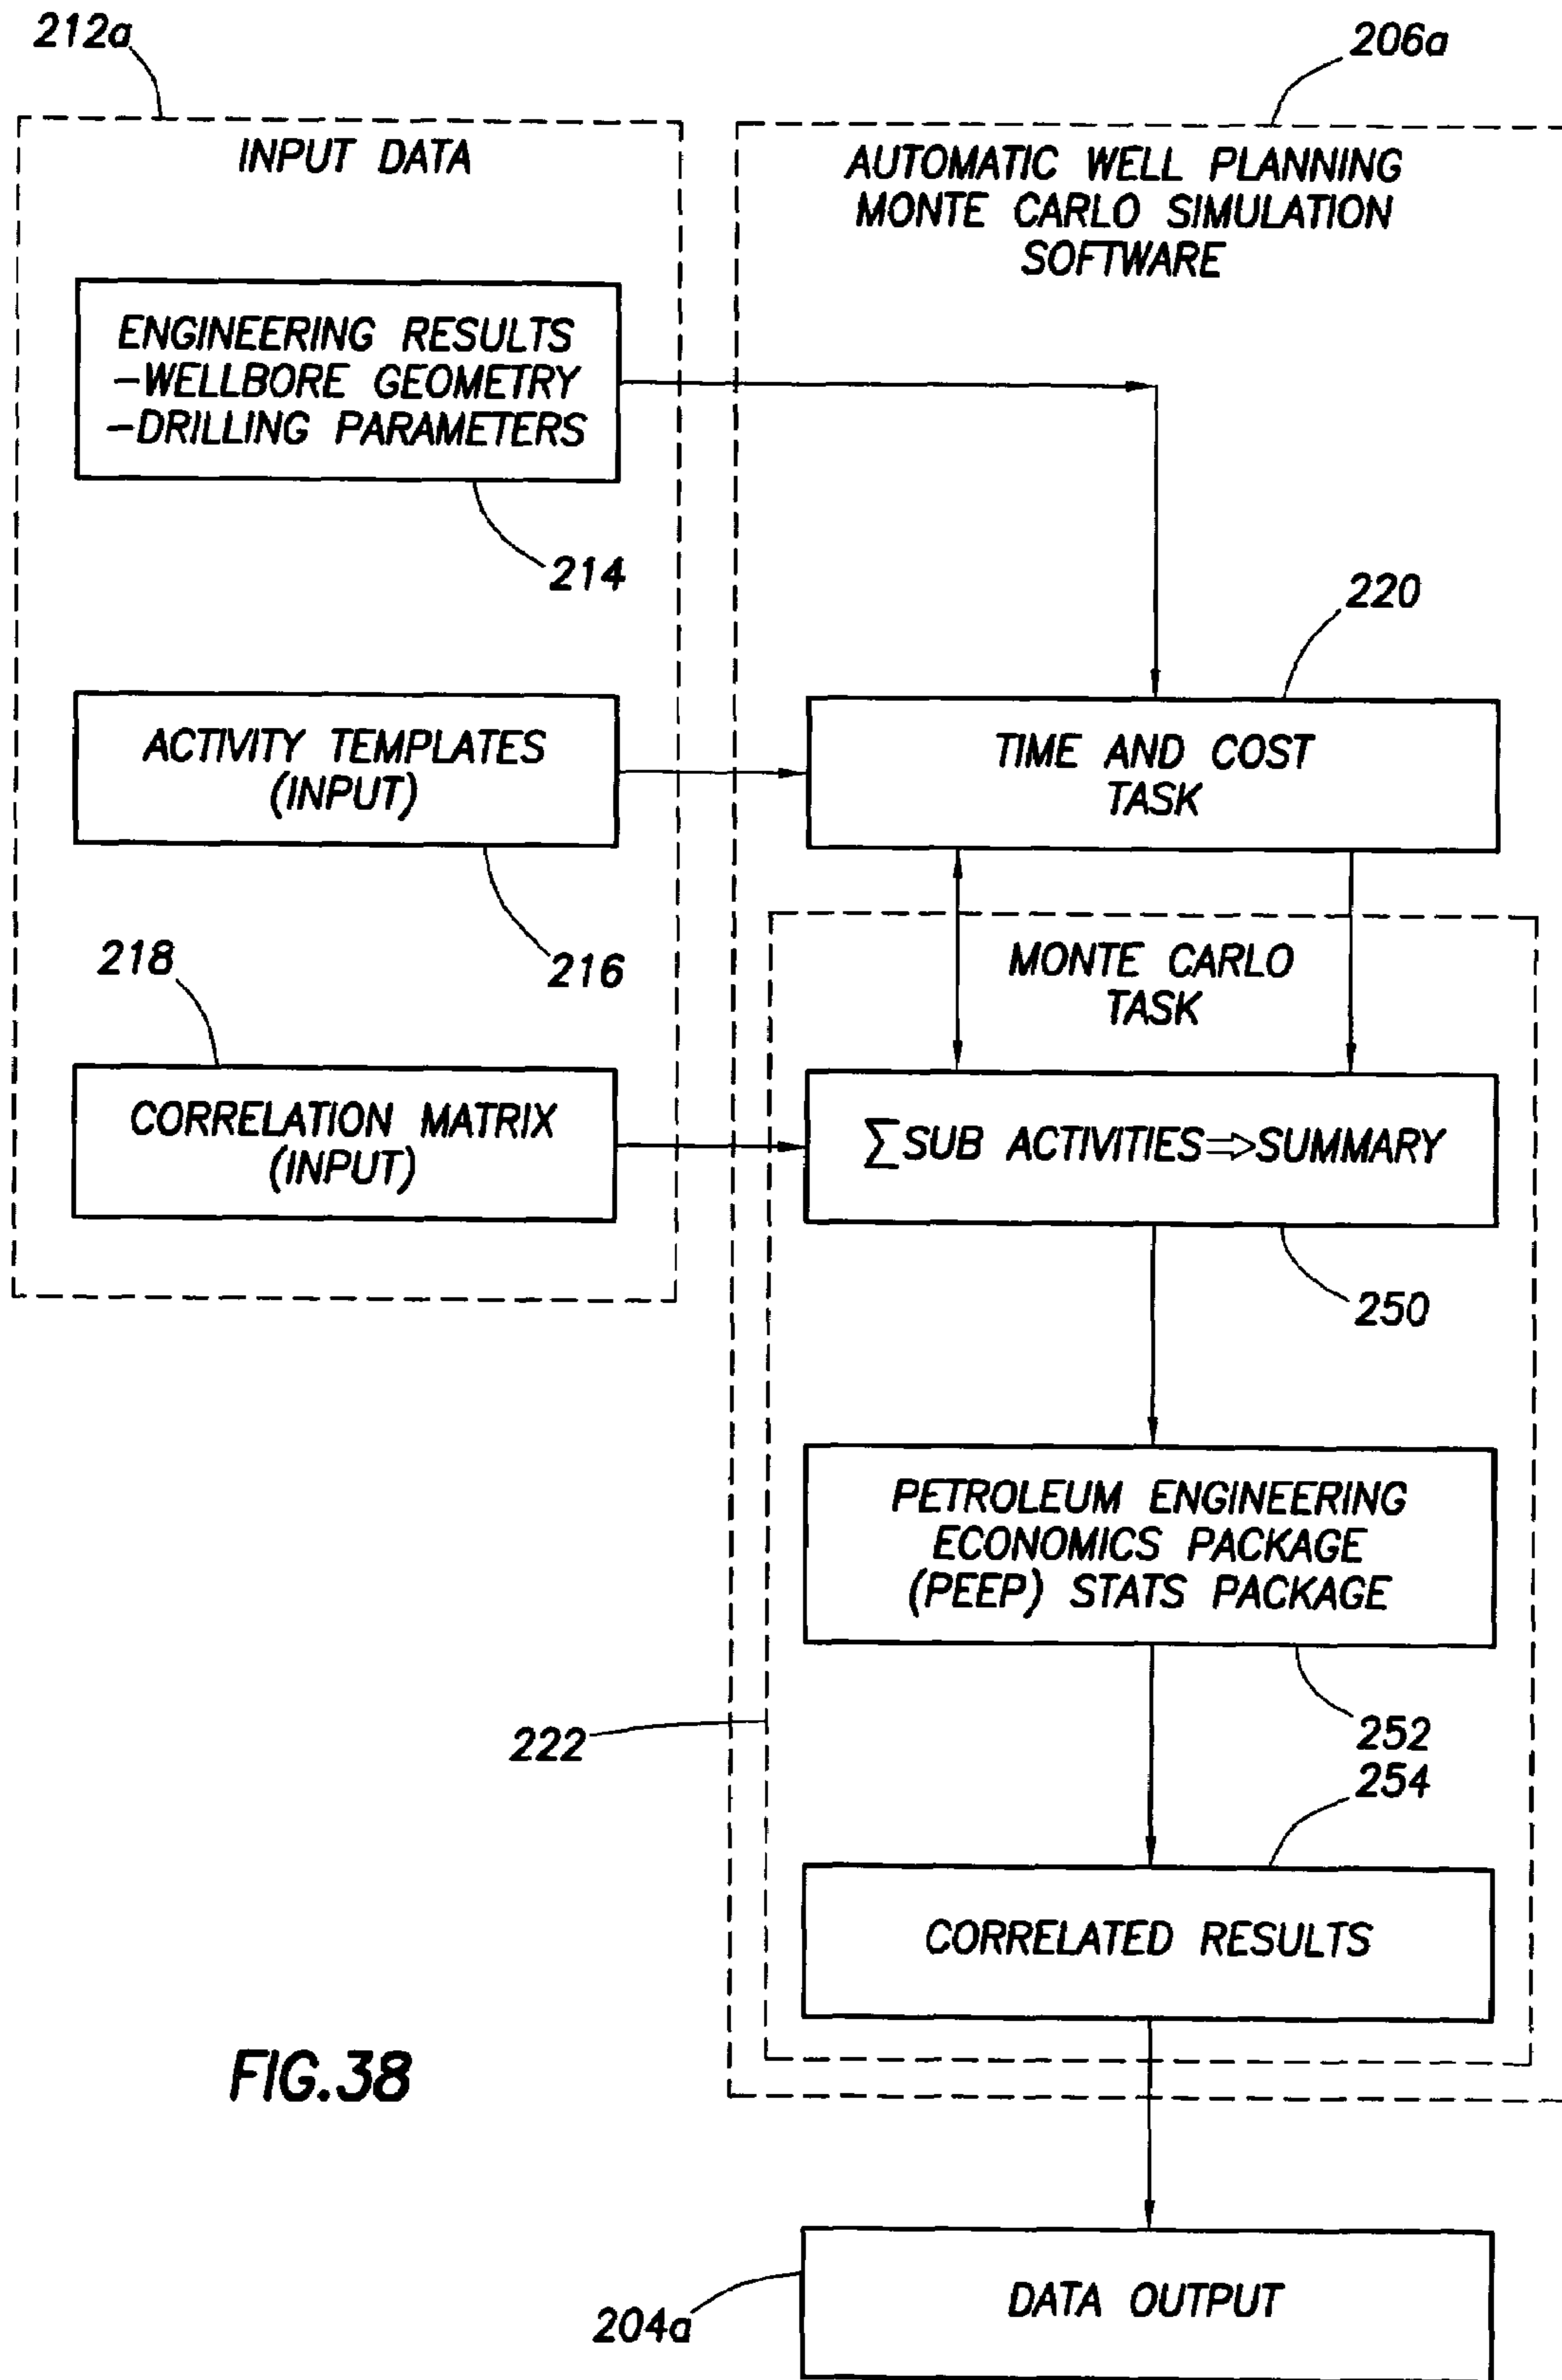 212a
206a
INPUT DATA
AUTOMATIC WELL PLANNING
MONTE CARLO SIMULATION
SOFTWARE
ENGINEERING RESULTS
-WELLBORE GEOMETRY
-DRILLING PARAMETERS
214
220
ACTIVITY TEMPLATES
(INPUT)
TIME AND COST
TASK
216
218
MONTE CARLO
TASK
CORRELATION MATRIX
(INPUT)
∑SUB ACTIVITIES⇒SUMMARY
250
PETROLEUM ENGINEERING
ECONOMICS PACKAGE
(PEEP) STATS PACKAGE
222
252
254
CORRELATED RESULTS
FIG.38
DATA OUTPUT
204a